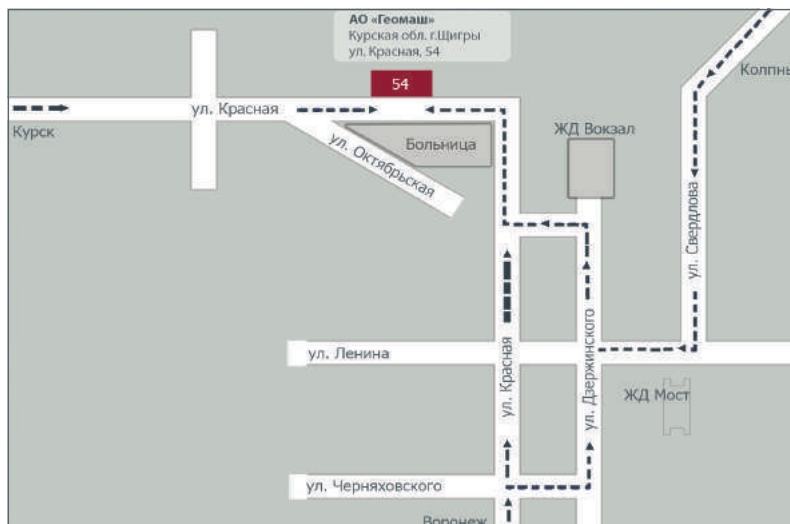 АО «Геомаш»
Курская обл. г.Щигры
ул. Красная, 54
54
Колпны
ул. Красная
Курск
Больница
ЖД Вокзал
ул. Октябрьская
ул. Свердлова
ул. Ленина
ул. Красная
ул. Дзержинского
ЖД Мост
ул. Черняховского
Воронеж